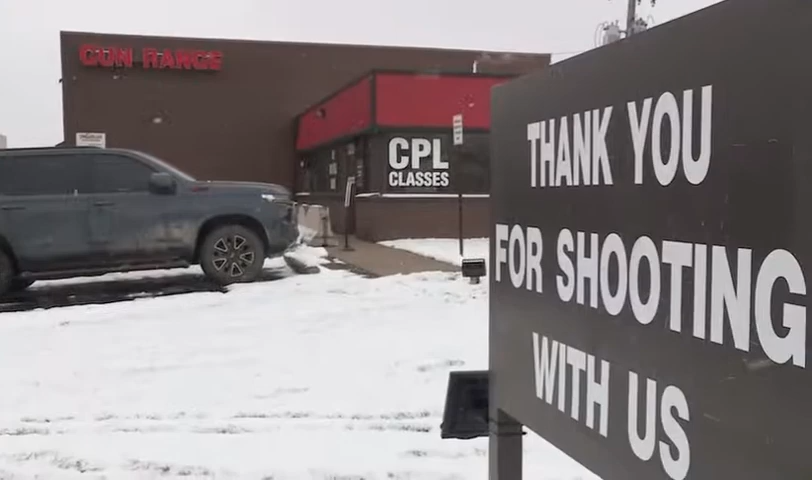 GUN RANGE
CPL
CLASSES
THANK YOU
FOR SHOOTING
WITH US